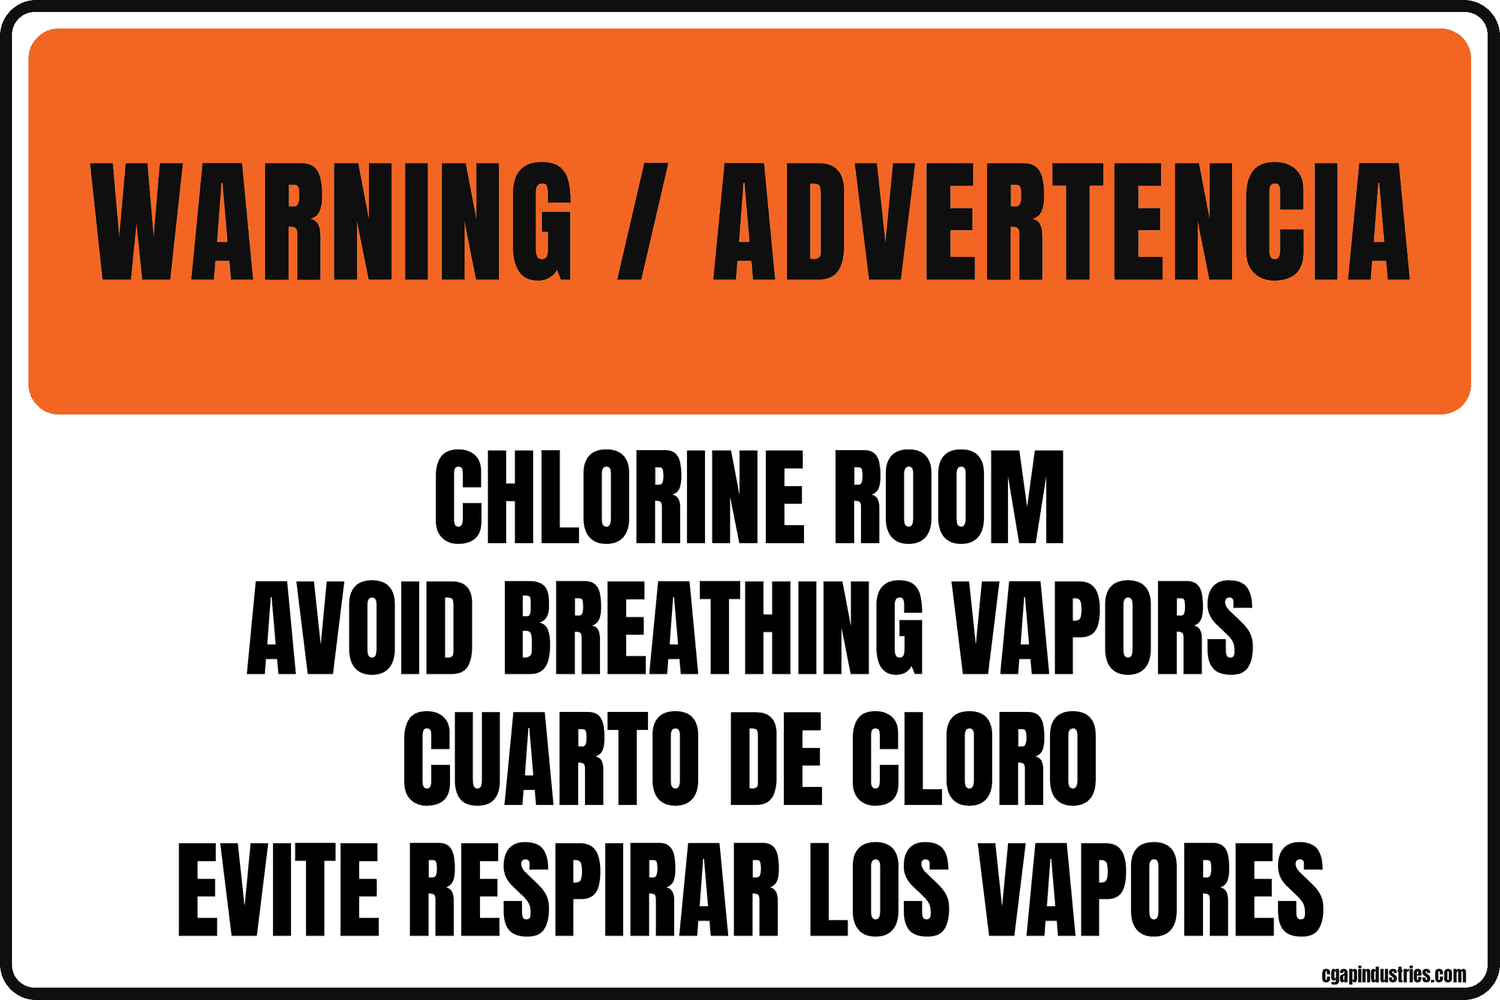 WARNING / ADVERTENCIA
CHLORINE ROOM
AVOID BREATHING VAPORS
CUARTO DE CLORO
EVITE RESPIRAR LOS VAPORES
cgapindustries.com